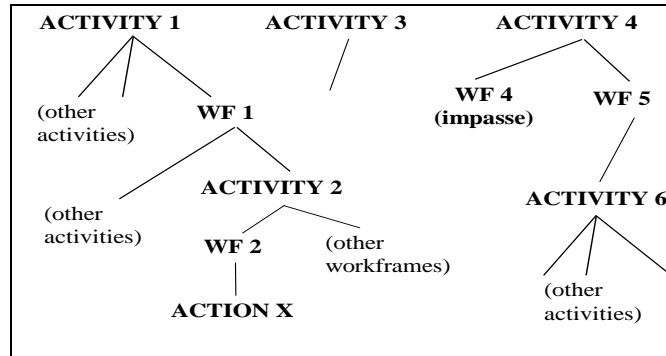 ACTIVITY 1
ACTIVITY 3
ACTIVITY 4
(other
activities)
WF 1
WF 4
(impasse)
WF 5
(other
activities)
ACTIVITY 2
ACTIVITY 6
WF 2
(other
workframes)
(other
activities)
ACTION X